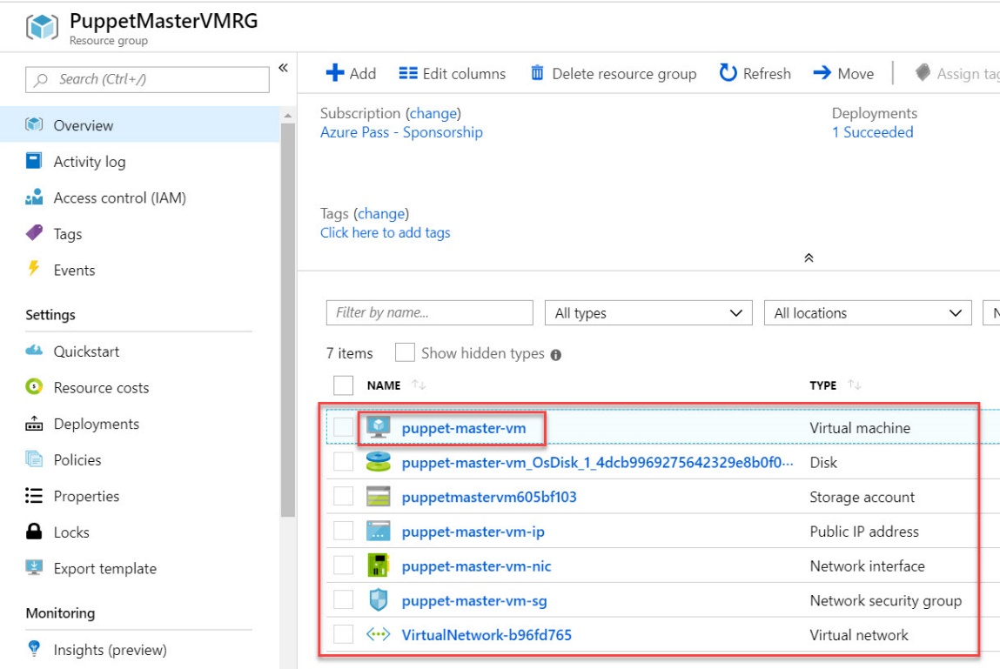 PuppetMasterVMRG
Resource group
Search (Ctrl+/)
«
Overview
Activity log
Access control (IAM)
Tags
Events
Settings
Quickstart
Resource costs
Deployments
Policies
Properties
Locks
Export template
Monitoring
Insights (preview)
Add Edit columns Delete resource group Refresh Move Assign tag
Subscription (change) Deployments
Azure Pass - Sponsorship 1 Succeeded
Tags (change)
Click here to add tags
Filter by name... All types All locations N
7 items Show hidden types
NAME TYPE
puppet-master-vm Virtual machine
puppet-master-vm_OsDisk_1_4dcb9969275642329e8b0f0··· Disk
puppetmastervm605bf103 Storage account
puppet-master-vm-ip Public IP address
puppet-master-vm-nic Network interface
puppet-master-vm-sg Network security group
VirtualNetwork-b96fd765 Virtual network